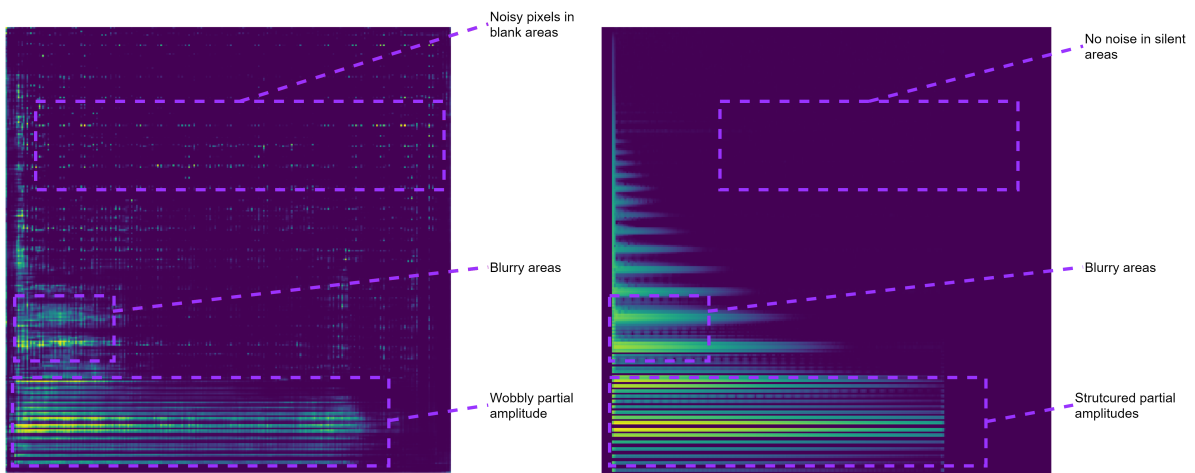 Noisy pixels in
blank areas
Blurry areas
Wobbly partial
amplitude
No noise in silent
areas
Blurry areas
Strutcured partial
amplitudes